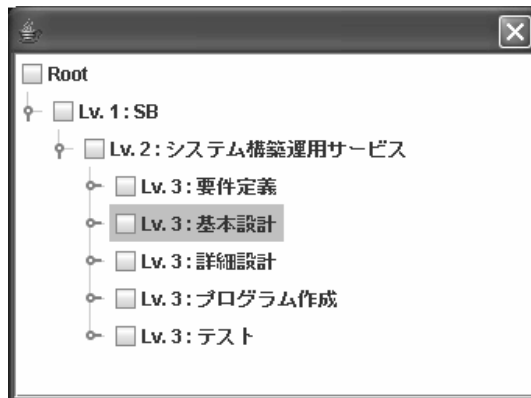 Root
Lv. 1 : SB
Lv. 2 : システム構築運用サービス
Lv. 3 : 要件定義
Lv. 3 : 基本設計
Lv. 3 : 詳細設計
Lv. 3 : プログラム作成
Lv. 3 : テスト